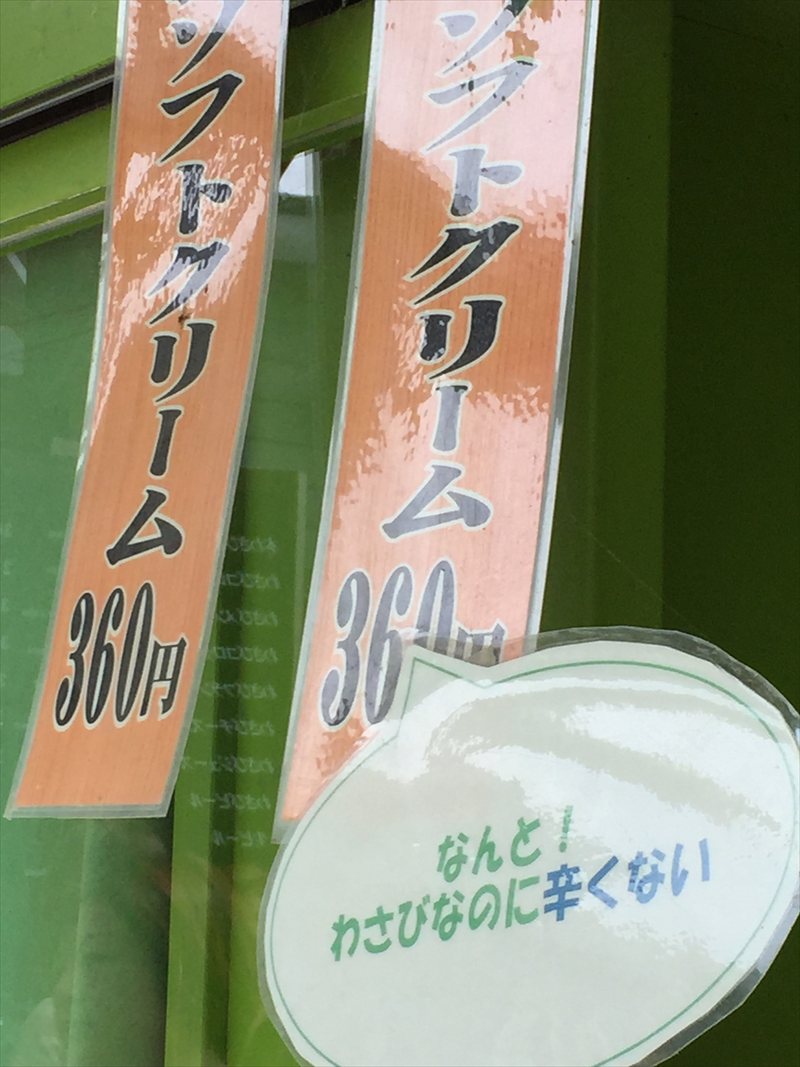 ソフトクリーム
360円
ソフトクリーム
360円
なんと!
わさびなのに辛くない